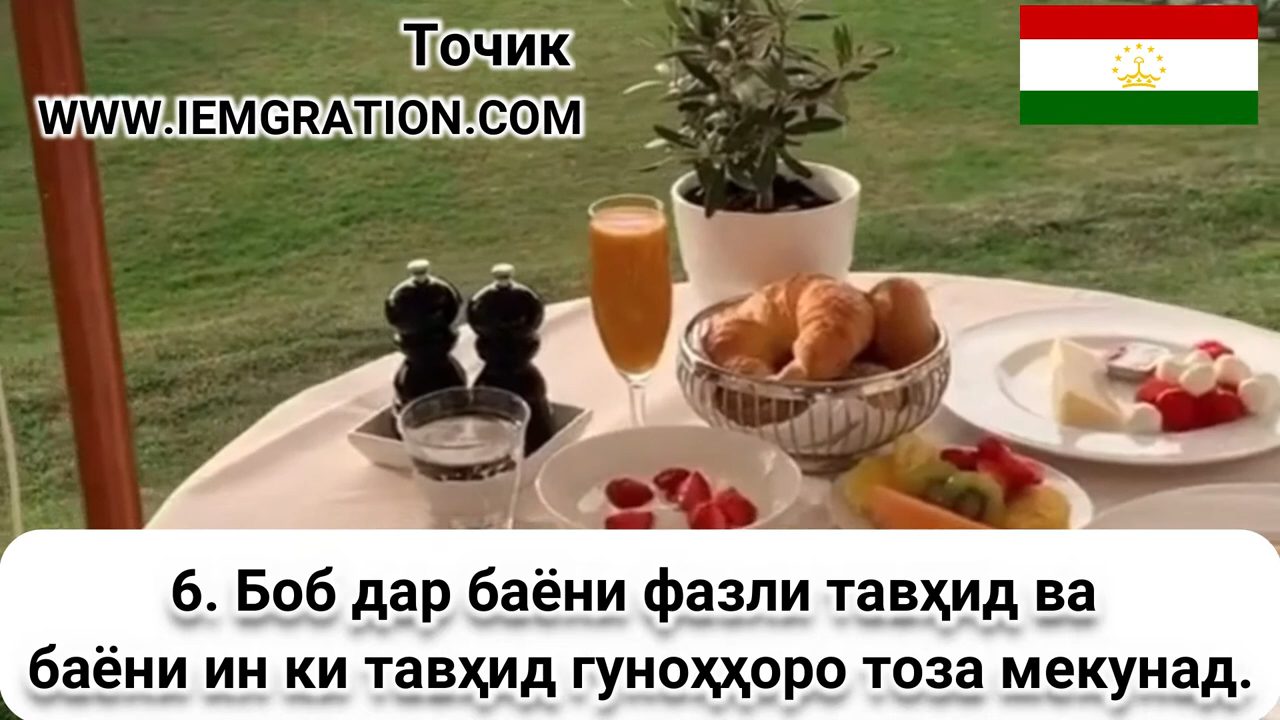 Точик
WWW.IEMGRATION.COM
6. Боб дар баёни фазли тавҳид ва
баёни ин ки тавҳид гуноҳҳоро тоза мекунад.